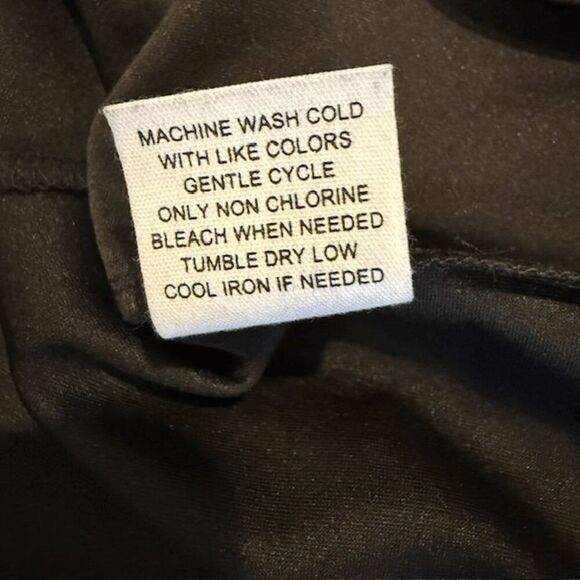 MACHINE WASH COLD
WITH LIKE COLORS
GENTLE CYCLE
ONLY NON CHLORINE
BLEACH WHEN NEEDED
TUMBLE DRY LOW
COOL IRON IF NEEDED